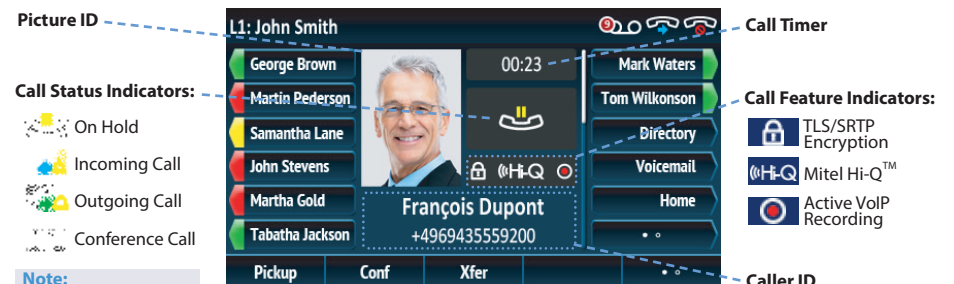 Picture ID
L1: John Smith
9
Call Timer
George Brown
00:23
Mark Waters
Call Status Indicators:
Martin Pederson
Tom Wilkonson
Call Feature Indicators:
On Hold
Samantha Lane
Directory
TLS/SRTP
Encryption
Incoming Call
John Stevens
Hi-Q
Voicemail
Hi-Q Mitel Hi-Q™
Outgoing Call
Martha Gold
François Dupont
Home
Active VoIP
Recording
Conference Call
Tabatha Jackson
+4969435559200
Note:
Pickup Conf Xfer
Caller ID